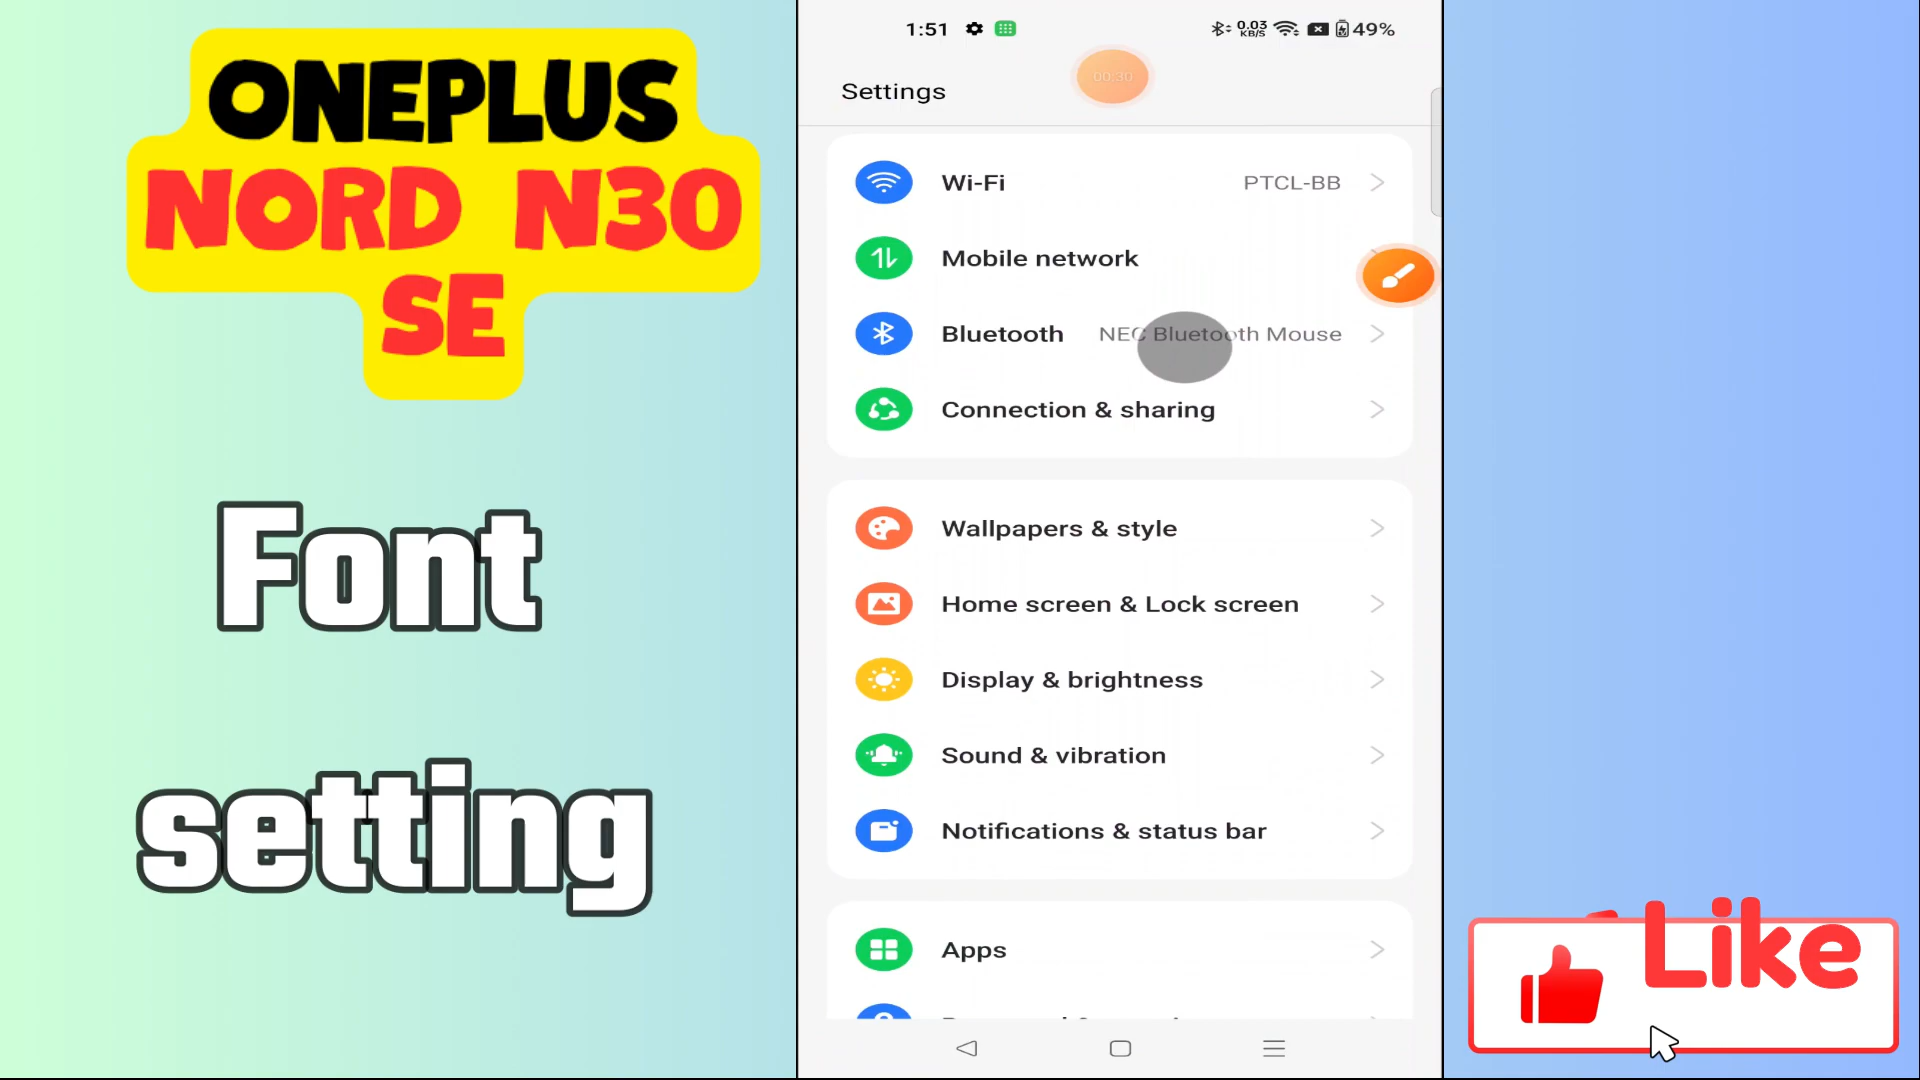 ONEPLUS
NORD N30
SE
Font
setting
1:51
0.03
KB/S
49%
00:30
Settings
Wi-Fi PTCL-BB
Mobile network
Bluetooth NEC Bluetooth Mouse
Connection & sharing
Wallpapers & style
Home screen & Lock screen
Display & brightness
Sound & vibration
Notifications & status bar
Apps
Like